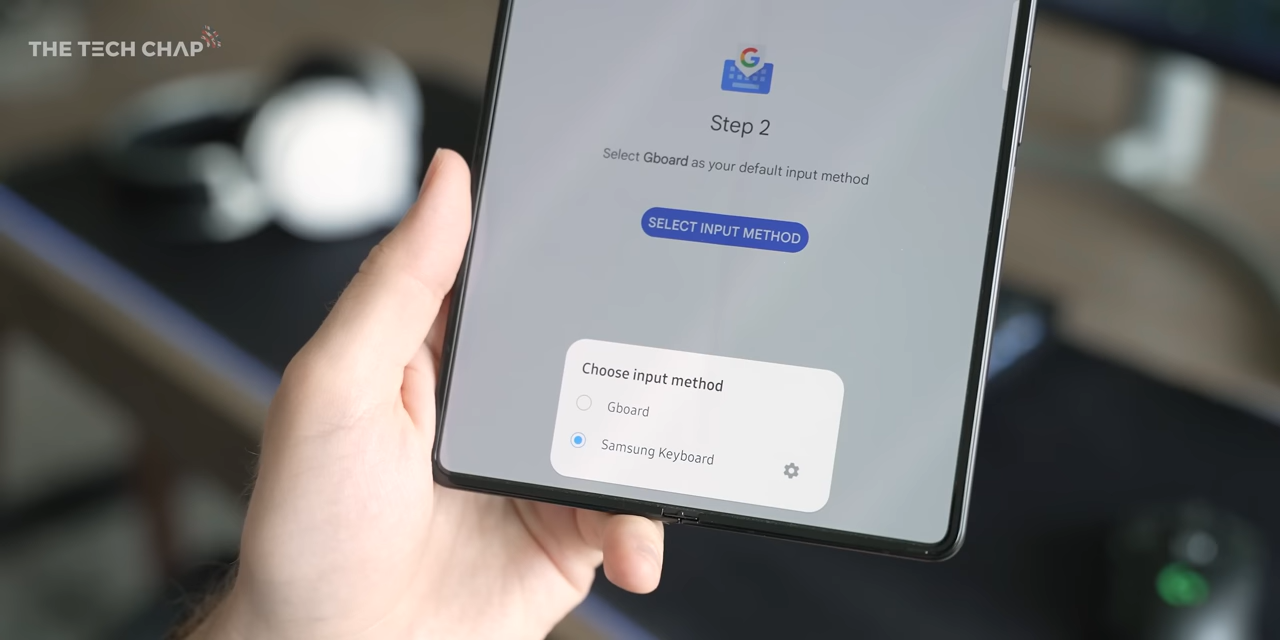 THE TECH CHAP
G
Step 2
Select Gboard as your default input method
SELECT INPUT METHOD
Choose input method
Gboard
Samsung Keyboard